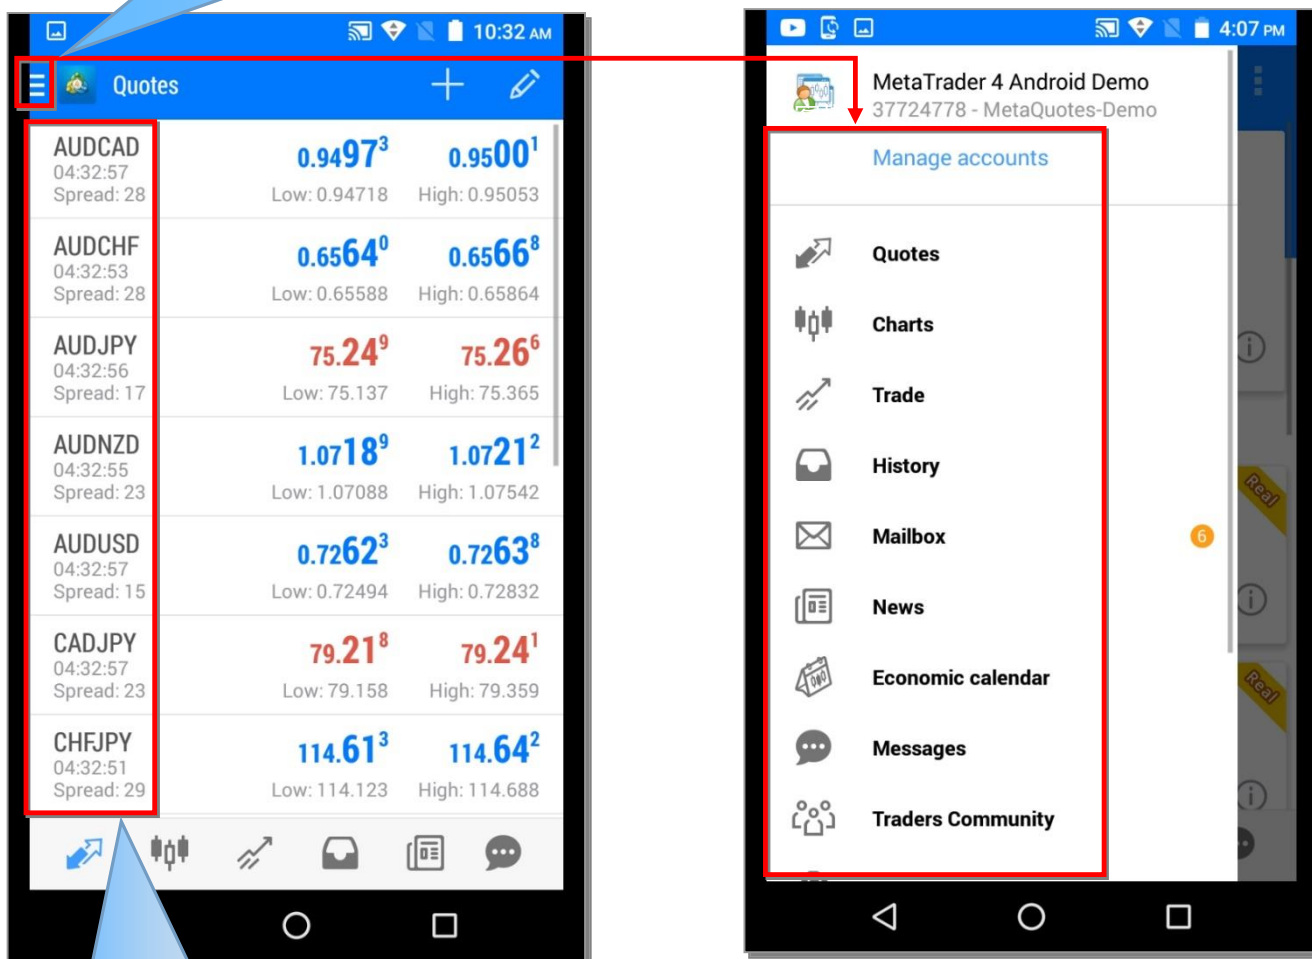 10:32 AM
Quotes
AUDCAD
04:32:57
Spread: 28
0.94973
0.95001
Low: 0.94718
High: 0.95053
AUDCHF
04:32:53
Spread: 28
0.65640
0.65668
Low: 0.65588
High: 0.65864
AUDJPY
04:32:56
Spread: 17
75.249
75.266
Low: 75.137
High: 75.365
AUDNZD
04:32:55
Spread: 23
1.07189
1.07212
Low: 1.07088
High: 1.07542
AUDUSD
04:32:57
Spread: 15
0.72623
0.72638
Low: 0.72494
High: 0.72832
CADJPY
04:32:57
Spread: 23
79.218
79.241
Low: 79.158
High: 79.359
CHFJPY
04:32:51
Spread: 29
114.613
114.642
Low: 114.123
High: 114.688
4:07 PM
MetaTrader 4 Android Demo
37724778 - MetaQuotes-Demo
Manage accounts
Quotes
Charts
Trade
History
Mailbox
6
News
Economic calendar
Messages
Traders Community
Real
Real